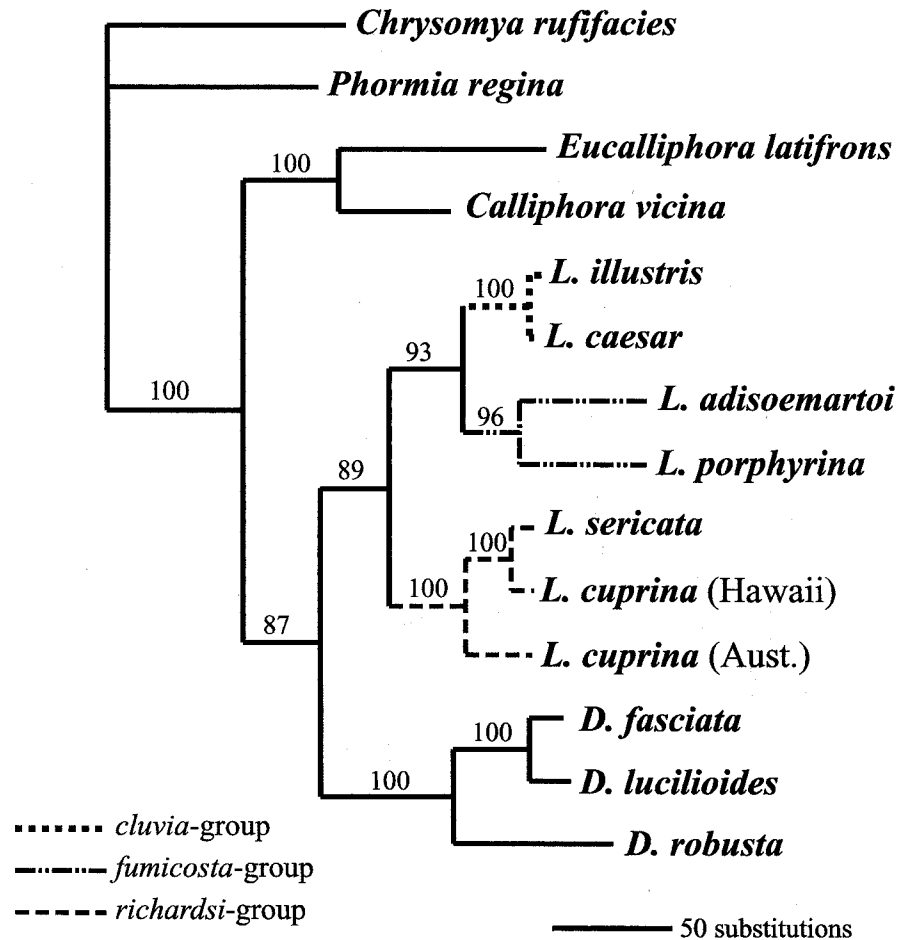 Chrysomya rufifacies
Phormia regina
Eucalliphora latifrons
100
Calliphora vicina
L. illustris
100
L. caesar
93
L. adisoemartoi
100
96
L. porphyrina
89
L. sericata
100
L. cuprina (Hawaii)
100
87
L. cuprina (Aust.)
D. fasciata
100
D. lucilioides
100
cluvia-group
D. robusta
fumicosta-group
richardsi-group
50 substitutions